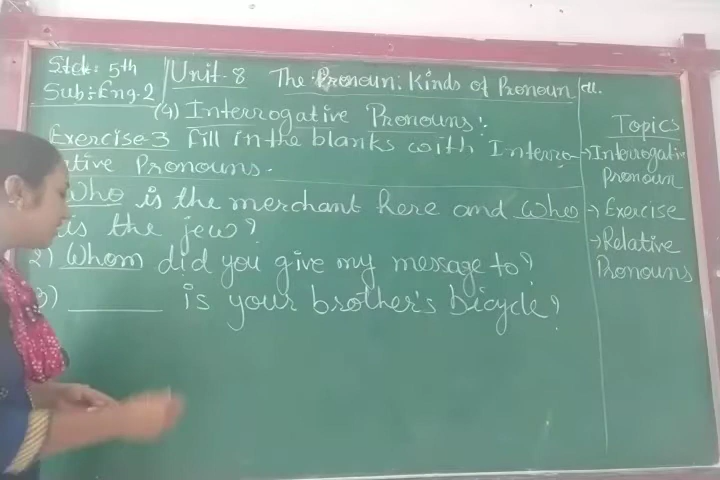 Std: 5th
Sub: Eng.2
Unit-8 The Pronoun: Kinds of Pronoun
(4) Interrogative Pronouns:
Exercise-3 Fill in the blanks with Interro-
ative Pronouns.
Who is the merchant here and Who
is the jew?
2) Whom did you give my message to?
3) ______ is your brother's bicycle?
Topics
→Interrogative
Pronoun
→Exercise
→Relative
Pronouns